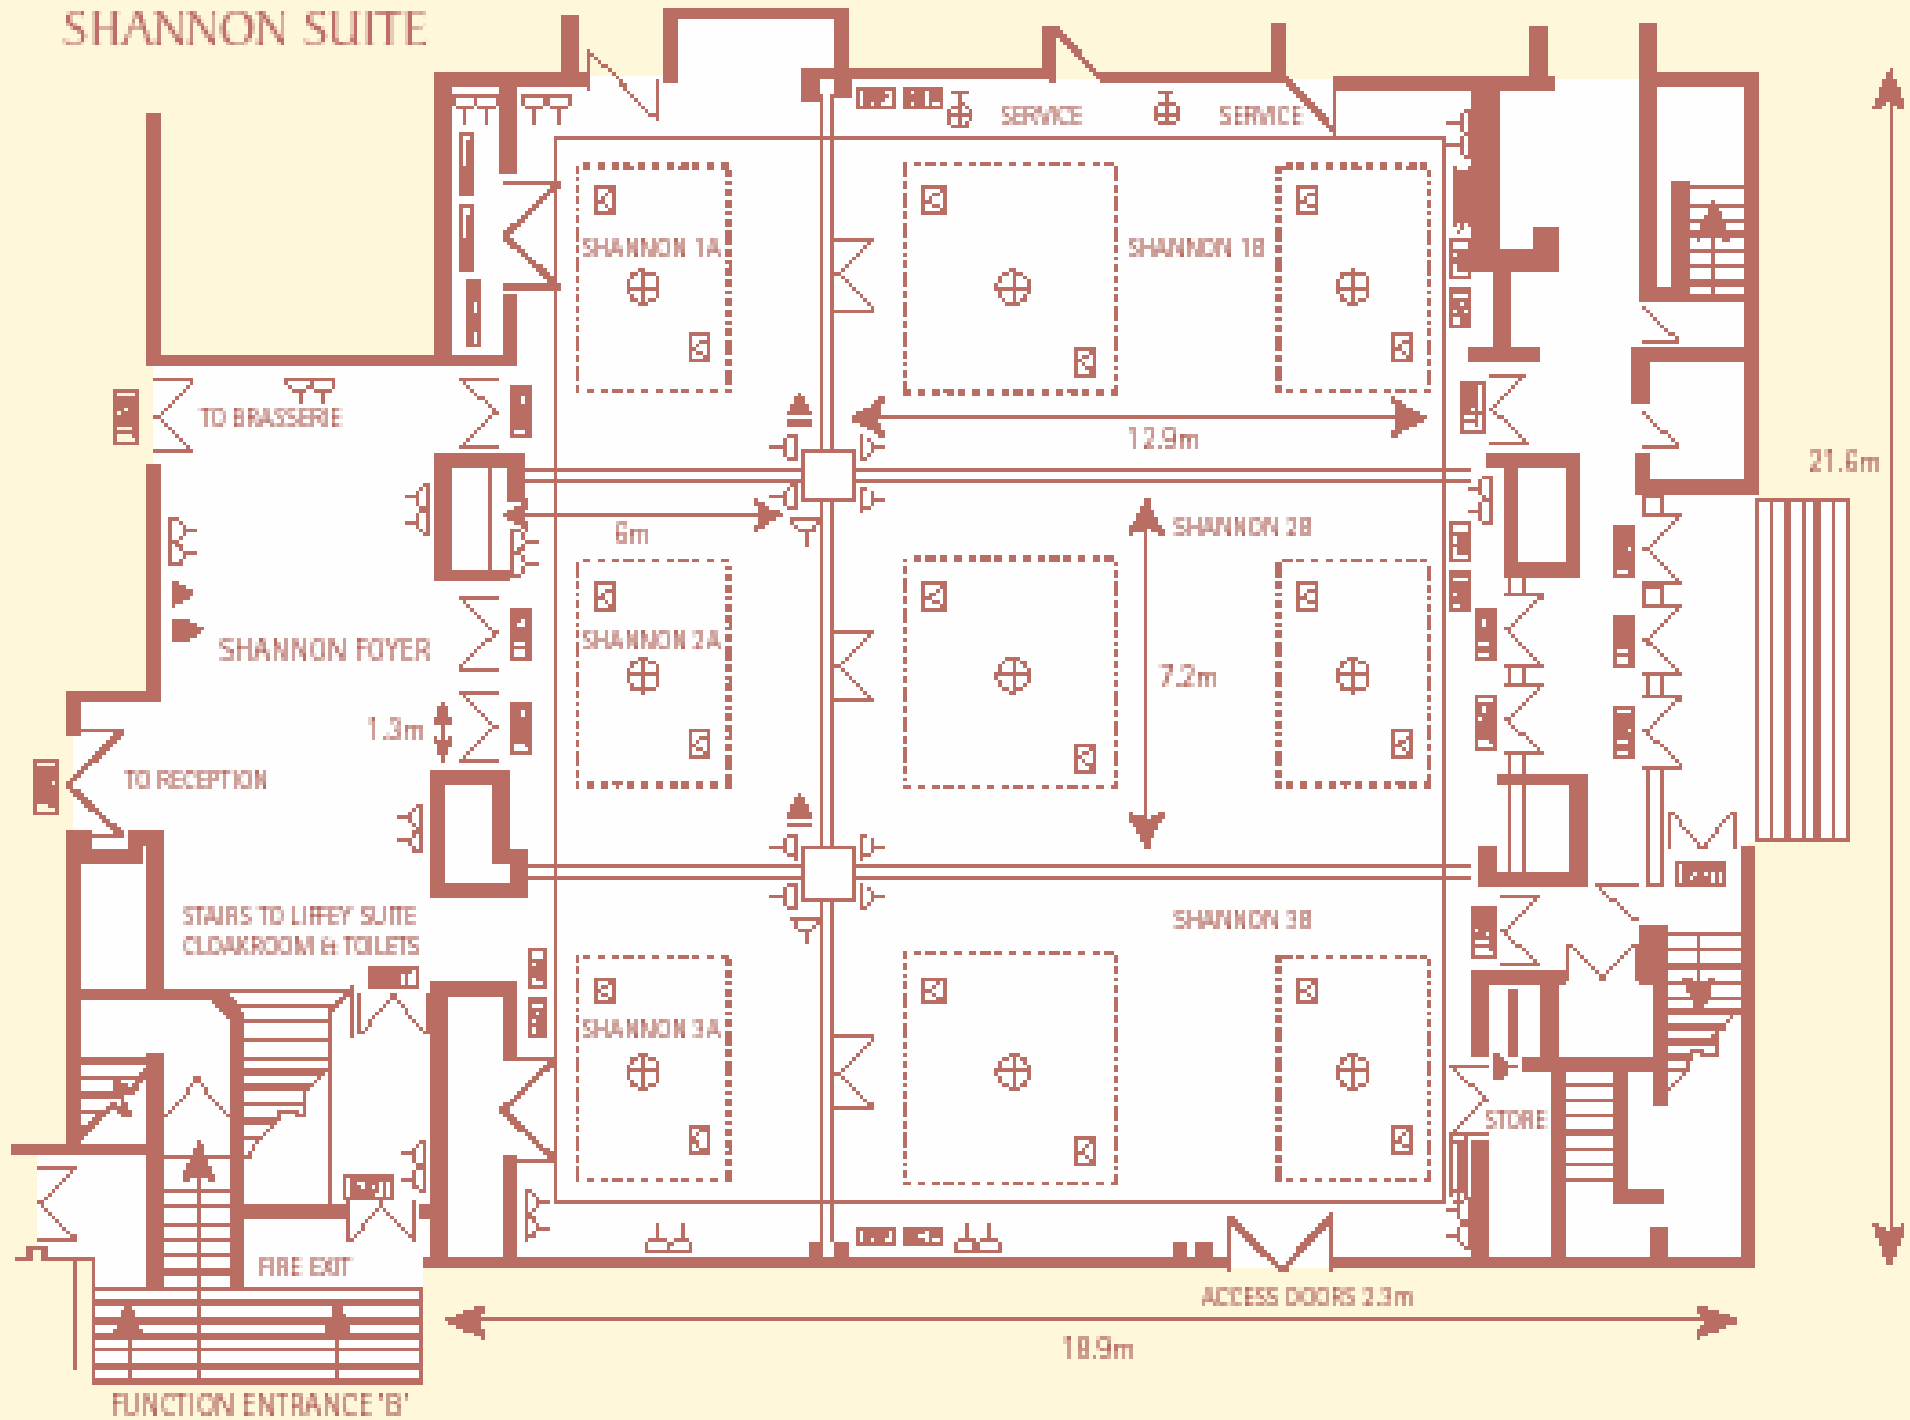 SHANNON SUITE
SERVICE
SERVICE
SHANNON 1A
SHANNON 1B
TO BRASSERIE
12.9m
21.6m
6m
SHANNON 2B
SHANNON 2A
SHANNON FOYER
7.2m
1.3m
TO RECEPTION
STAIRS TO LIFFEY SUITE
CLOAKROOM & TOILETS
SHANNON 3B
SHANNON 3A
STORE
FIRE EXIT
ACCESS DOORS 2.3m
18.9m
FUNCTION ENTRANCE 'B'